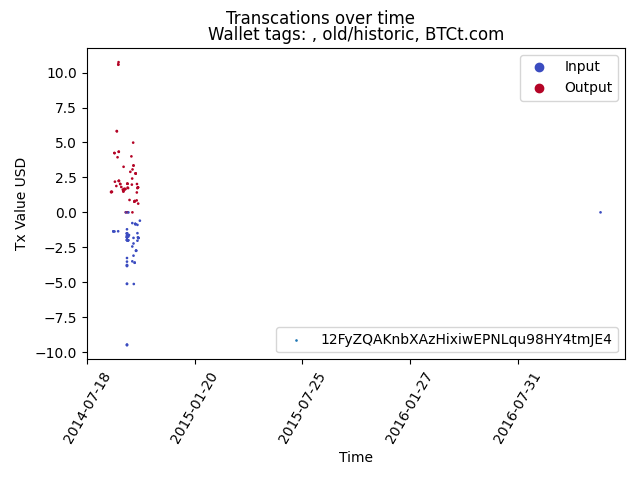 Transcations over time
Wallet tags: , old/historic, BTCt.com
Input
Output
10.0
7.5
5.0
2.5
0.0
−2.5
−5.0
−7.5
−10.0
Tx Value USD
12FyZQAKnbXAzHixiwEPNLqu98HY4tmJE4
2014-07-18
2015-01-20
2015-07-25
2016-01-27
2016-07-31
Time